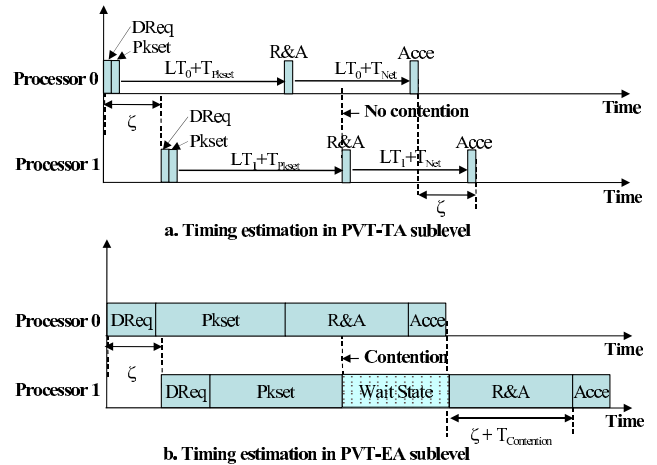 DReq
Pkset
R&A
Acce
Processor 0
LT0+TPkset
LT0+TNet
Time
ζ
DReq
No contention
Pkset
R&A
Acce
Processor 1
LT1+TPkset
LT1+TNet
ζ
Time
a. Timing estimation in PVT-TA sublevel
Processor 0
DReq
Pkset
R&A
Acce
Time
ζ
Contention
Processor 1
DReq
Pkset
Wait State
R&A
Acce
Time
ζ + TContention
b. Timing estimation in PVT-EA sublevel